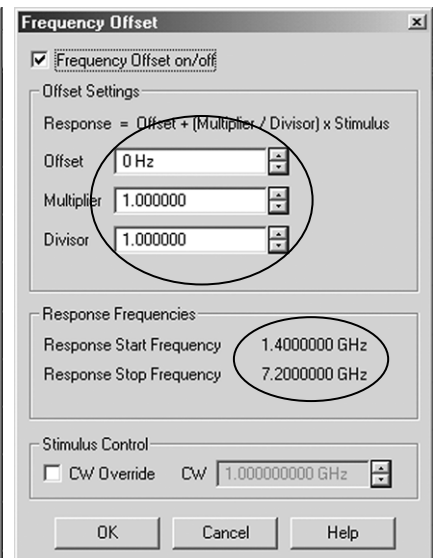 Frequency Offset
Frequency Offset on/off
Offset Settings
Response = Offset + (Multiplier / Divisor) x Stimulus
Offset 0 Hz
Multiplier 1.000000
Divisor 1.000000
Response Frequencies
Response Start Frequency 1.4000000 GHz
Response Stop Frequency 7.2000000 GHz
Stimulus Control
CW Override CW 1.000000000 GHz
OK Cancel Help